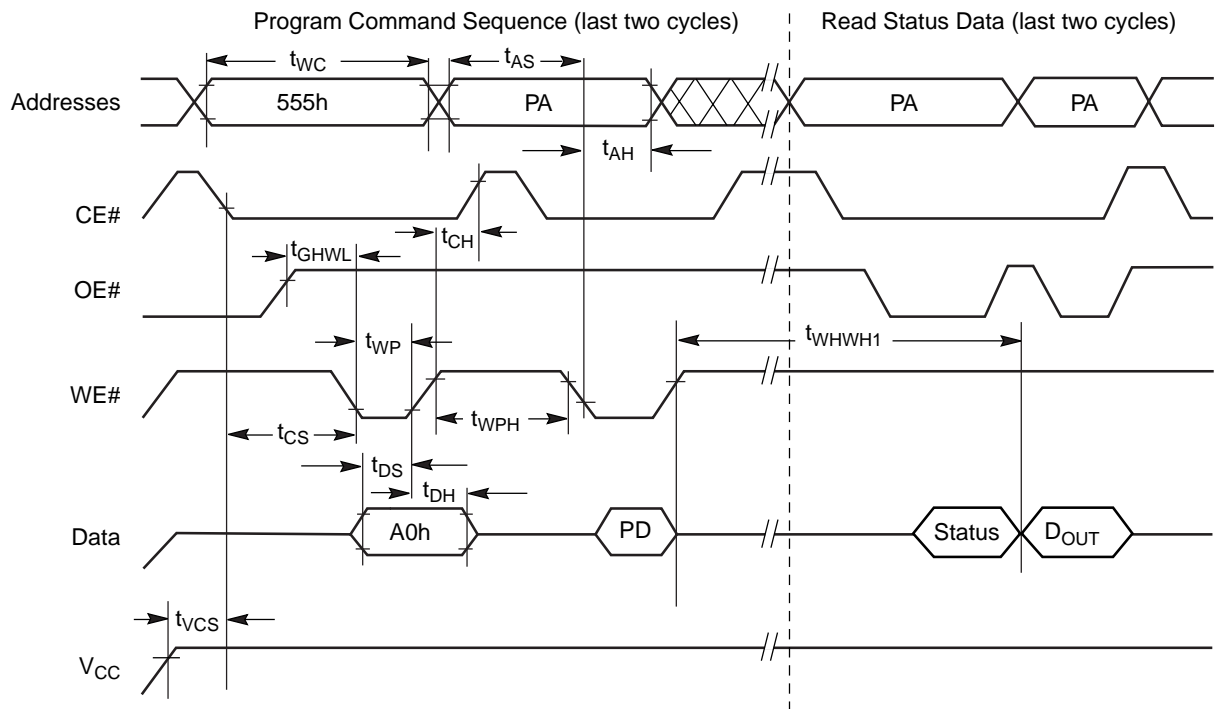 Program Command Sequence (last two cycles)
Read Status Data (last two cycles)
tWC
tAS
Addresses
555h
PA
PA
PA
tAH
CE#
tCH
tGHWL
OE#
tWP
tWHWH1
WE#
tWPH
tCS
tDS
tDH
Data
A0h
PD
Status
DOUT
tVCS
VCC